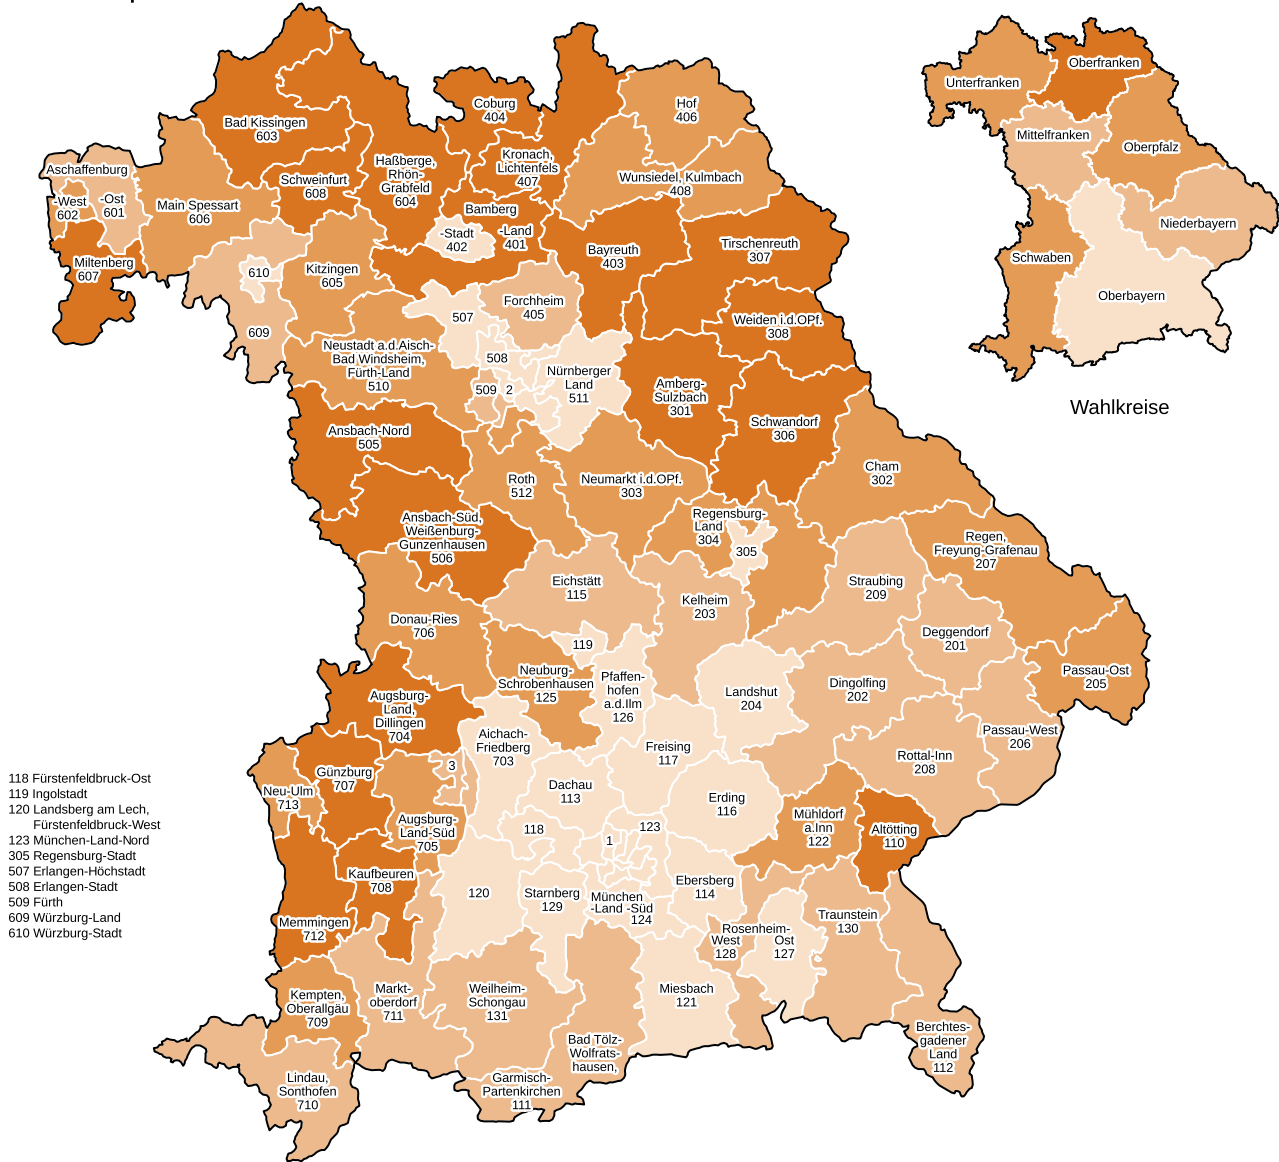 Coburg
404
Hof
406
Bad Kissingen
603
Haßberge,
Rhön-
Grabfeld
604
Kronach,
Lichtenfels
407
Wunsiedel, Kulmbach
408
Aschaffenburg
-West
602
-Ost
601
Schweinfurt
608
Main Spessart
606
Bamberg
-Stadt
402
-Land
401
Bayreuth
403
Tirschenreuth
307
Miltenberg
607
610
Kitzingen
605
Forchheim
405
507
609
Weiden i.d.OPf.
308
Neustadt a.d.Aisch-
Bad Windsheim,
Fürth-Land
510
508
509
2
Nürnberger
Land
511
Amberg-
Sulzbach
301
Schwandorf
306
Ansbach-Nord
505
Cham
302
Roth
512
Neumarkt i.d.OPf.
303
Ansbach-Süd,
Weißenburg-
Gunzenhausen
506
Regensburg-
Land
304
305
Regen,
Freyung-Grafenau
207
Eichstätt
115
Kelheim
203
Straubing
209
Donau-Ries
706
Deggendorf
201
119
Neuburg-
Schrobenhausen
125
Pfaffen-
hofen
a.d.Ilm
126
Landshut
204
Dingolfing
202
Passau-Ost
205
Augsburg-
Land,
Dillingen
704
Aichach-
Friedberg
703
Freising
117
Passau-West
206
Rottal-Inn
208
3
Günzburg
707
Neu-Ulm
713
Dachau
113
Erding
116
Augsburg-
Land-Süd
705
118
123
1
Mühldorf
a.Inn
122
Altötting
110
Kaufbeuren
708
120
Starnberg
129
München
-Land -Süd
124
Ebersberg
114
Memmingen
712
Rosenheim-
West
128
Ost
127
Traunstein
130
Kempten,
Oberallgäu
709
Markt-
oberdorf
711
Weilheim-
Schongau
131
Miesbach
121
Bad Tölz-
Wolfrats-
hausen,
Garmisch-
Partenkirchen
111
Lindau,
Sonthofen
710
Berchtes-
gadener
Land
112
118 Fürstenfeldbruck-Ost
119 Ingolstadt
120 Landsberg am Lech,
Fürstenfeldbruck-West
123 München-Land-Nord
305 Regensburg-Stadt
507 Erlangen-Höchstadt
508 Erlangen-Stadt
509 Fürth
609 Würzburg-Land
610 Würzburg-Stadt
Unterfranken
Oberfranken
Mittelfranken
Oberpfalz
Niederbayern
Schwaben
Oberbayern
Wahlkreise